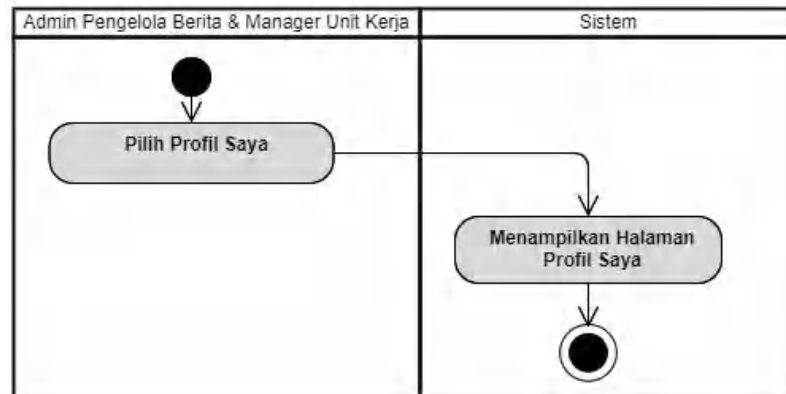 Admin Pengelola Berita & Manager Unit Kerja
Sistem
Pilih Profil Saya
Menampilkan Halaman
Profil Saya